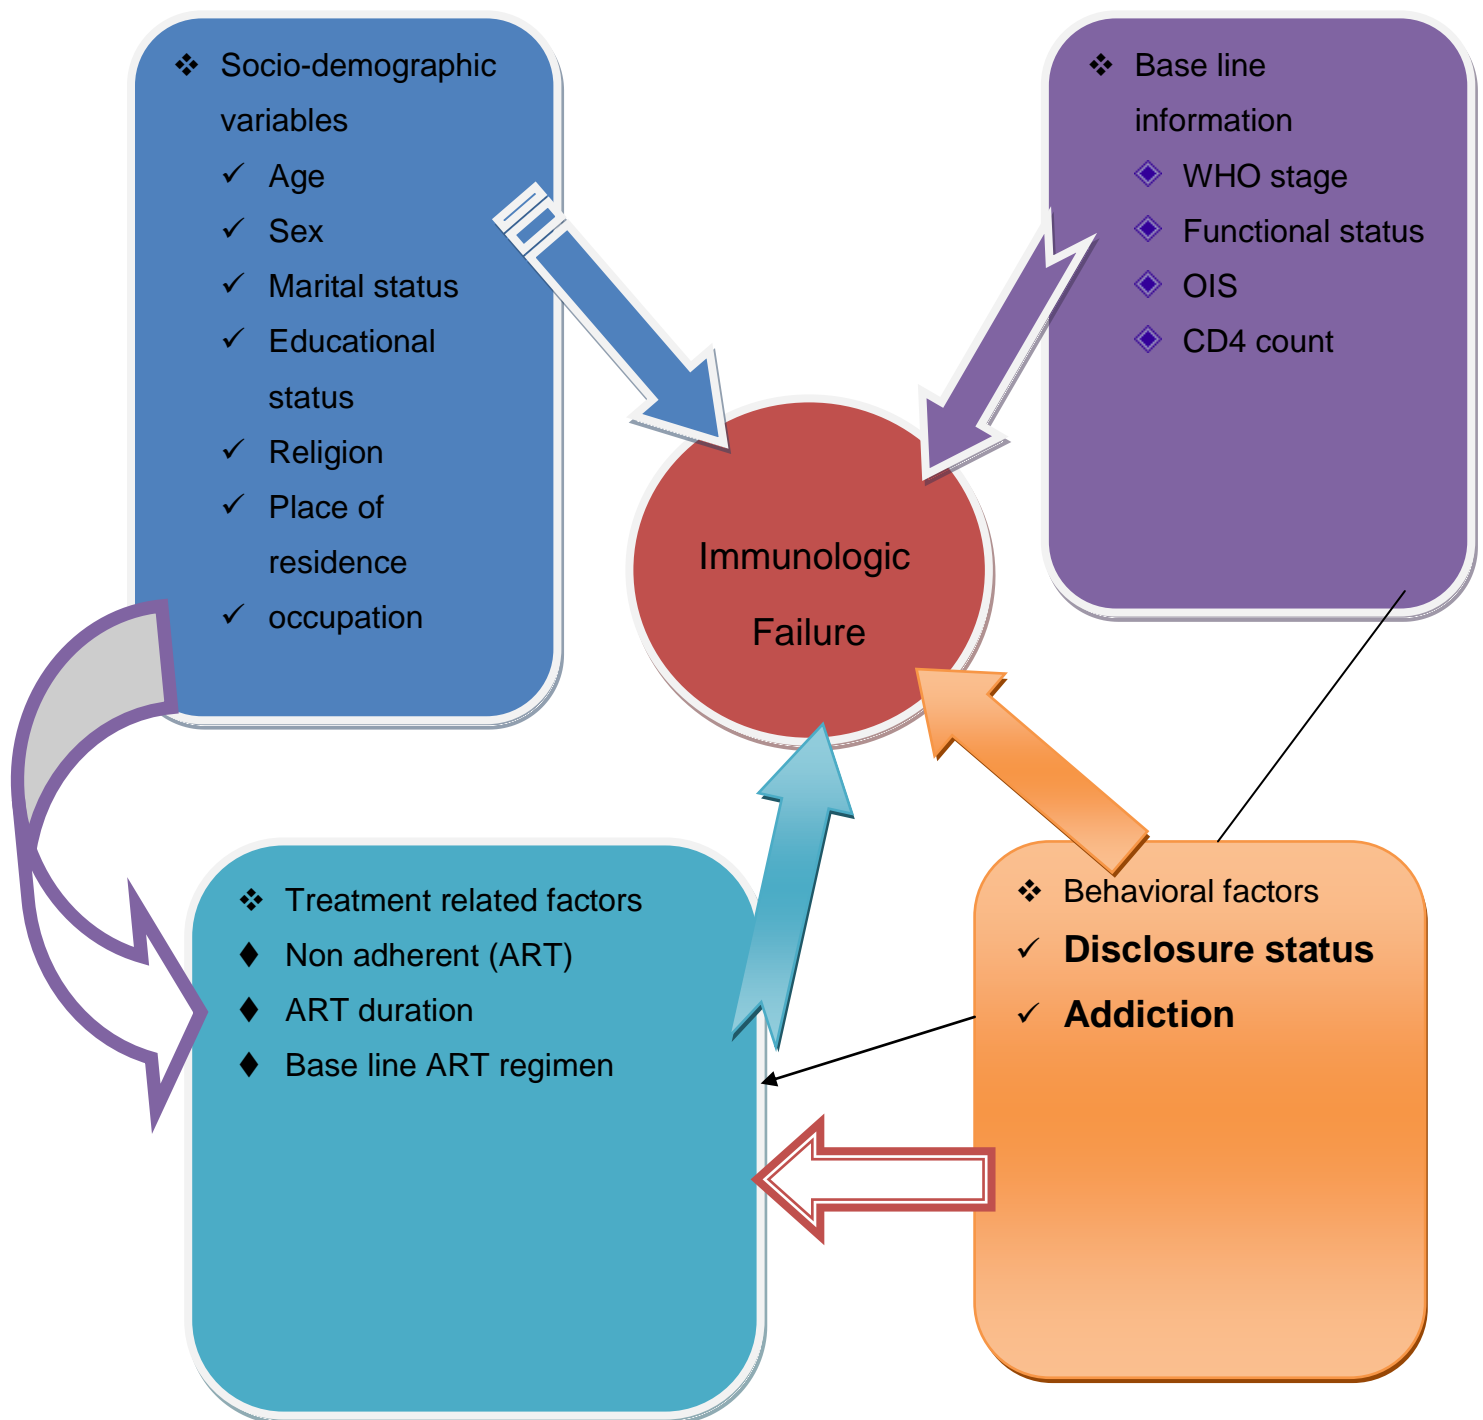 ❖ Socio-demographic
variables
✓ Age
✓ Sex
✓ Marital status
✓ Educational
status
✓ Religion
✓ Place of
residence
✓ occupation
❖ Base line
information
◈ WHO stage
◈ Functional status
◈ OIS
◈ CD4 count
Immunologic
Failure
❖ Treatment related factors
♦ Non adherent (ART)
♦ ART duration
♦ Base line ART regimen
❖ Behavioral factors
✓ Disclosure status
✓ Addiction